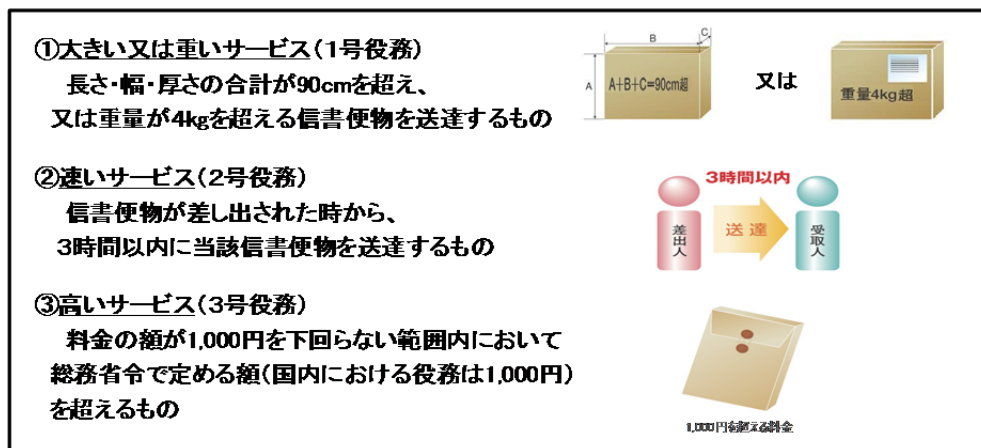 ①大きい又は重いサービス(1号役務)
長さ・幅・厚さの合計が90cmを超え、
又は重量が4kgを超える信書便物を送達するもの
A
B
C
A+B+C=90cm超
又は
重量4kg超
②速いサービス(2号役務)
信書便物が差し出された時から、
3時間以内に当該信書便物を送達するもの
3時間以内
差出人
送達
受取人
③高いサービス(3号役務)
料金の額が1,000円を下回らない範囲内において
総務省令で定める額(国内における役務は1,000円)
を超えるもの
1,000円を超える料金